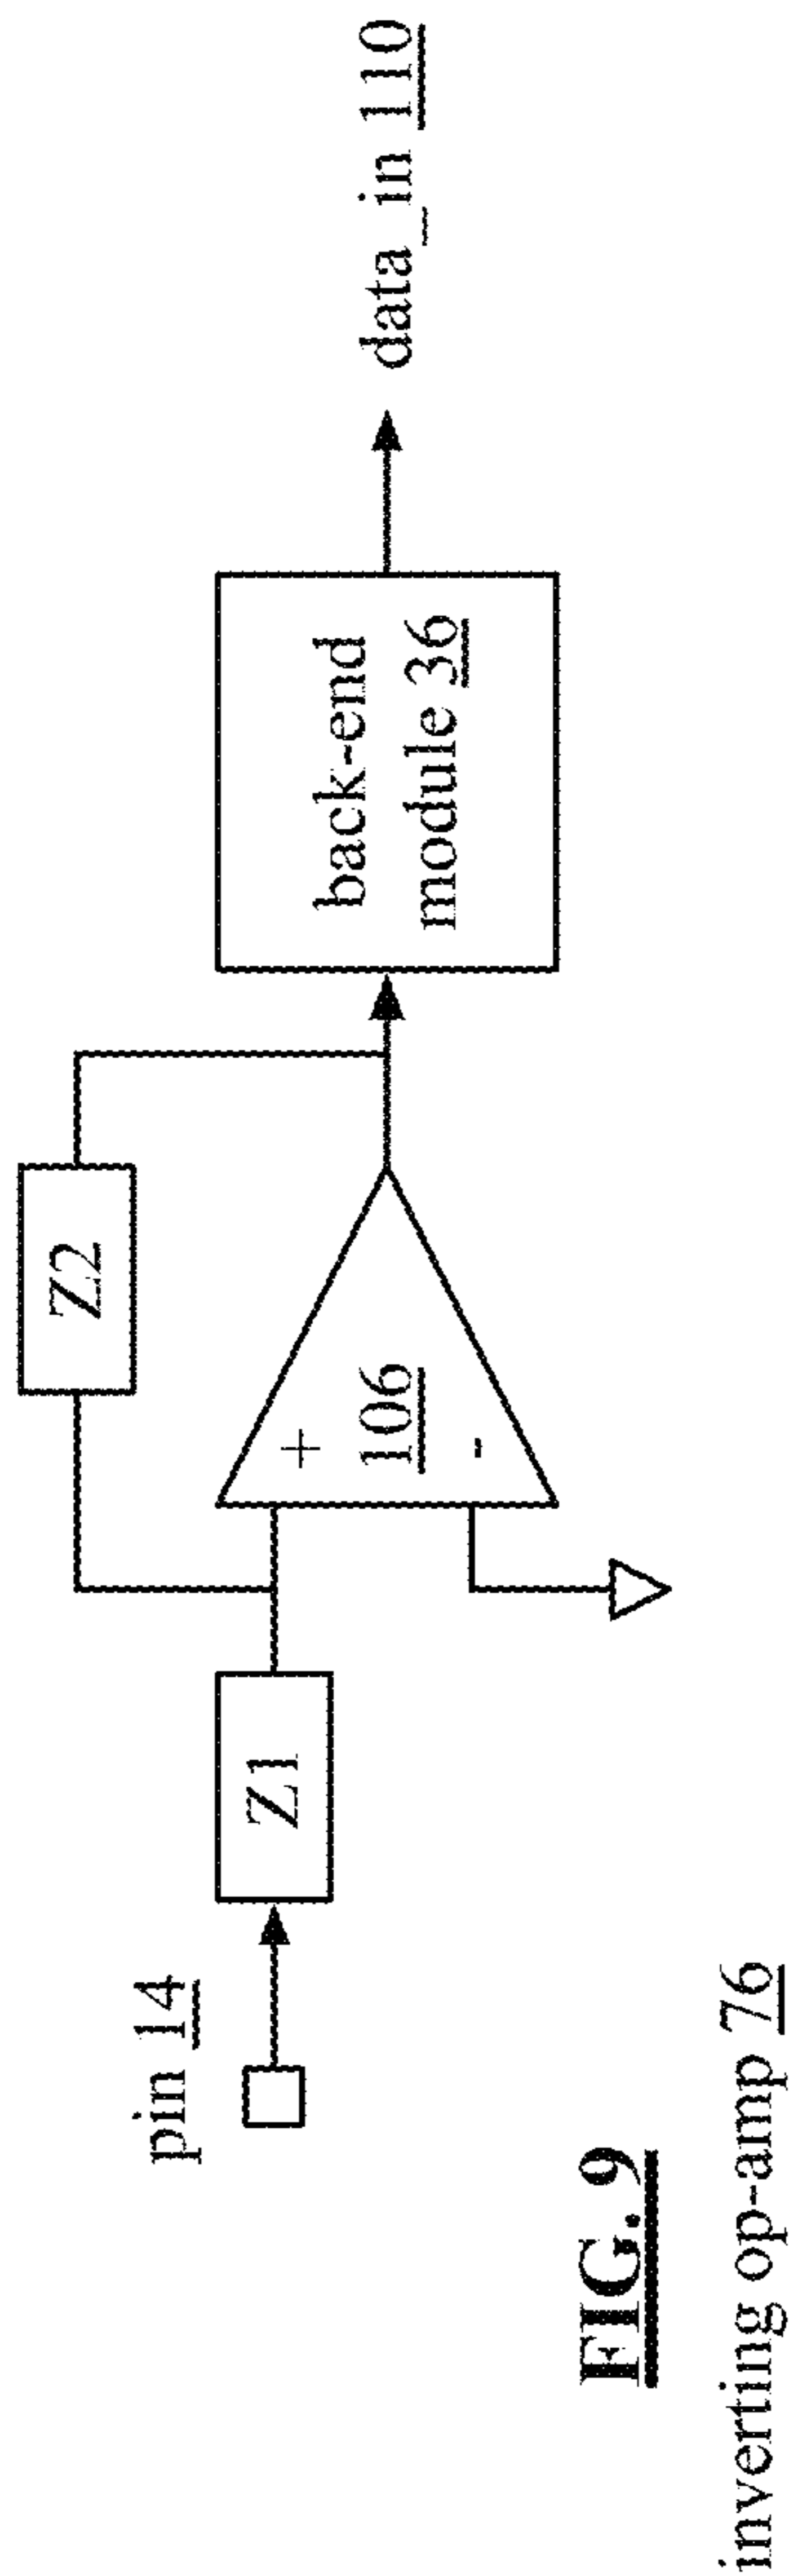 pin 14
Z1
Z2
+
106
-
back-end
module 36
data_in 110
FIG. 9
inverting op-amp 76